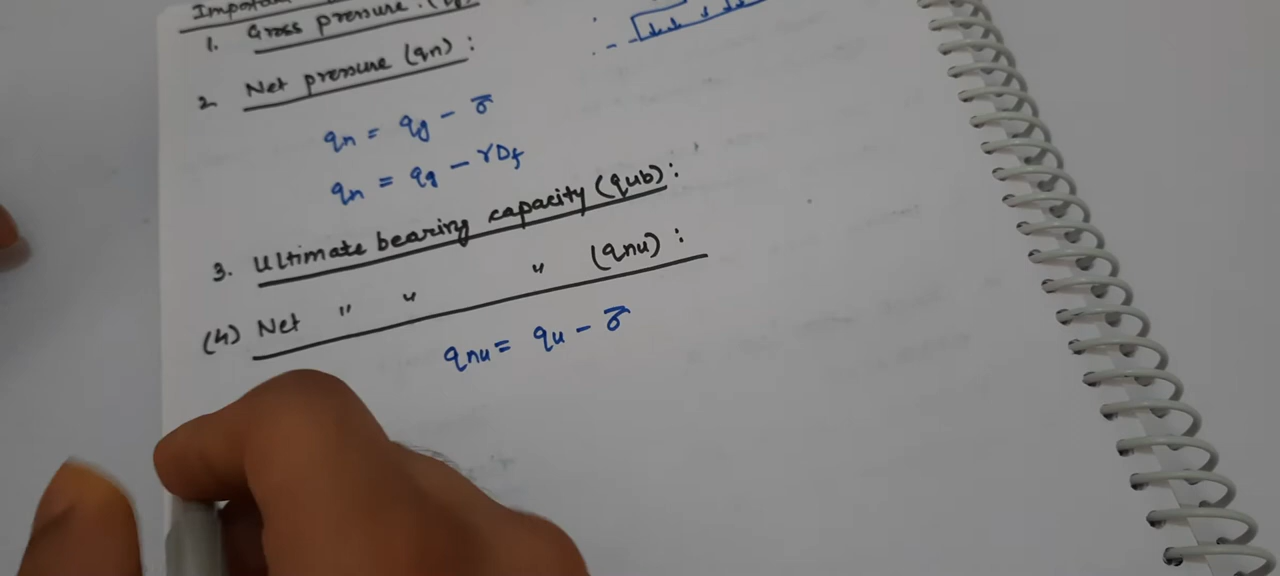 1. Gross pressure :
2 Net pressure (qn) :
qn = qg - σ̄
qn = qg - γDf
3. Ultimate bearing capacity (qub) :
(4) Net " " " (qnu) :
qnu = qu - σ̄